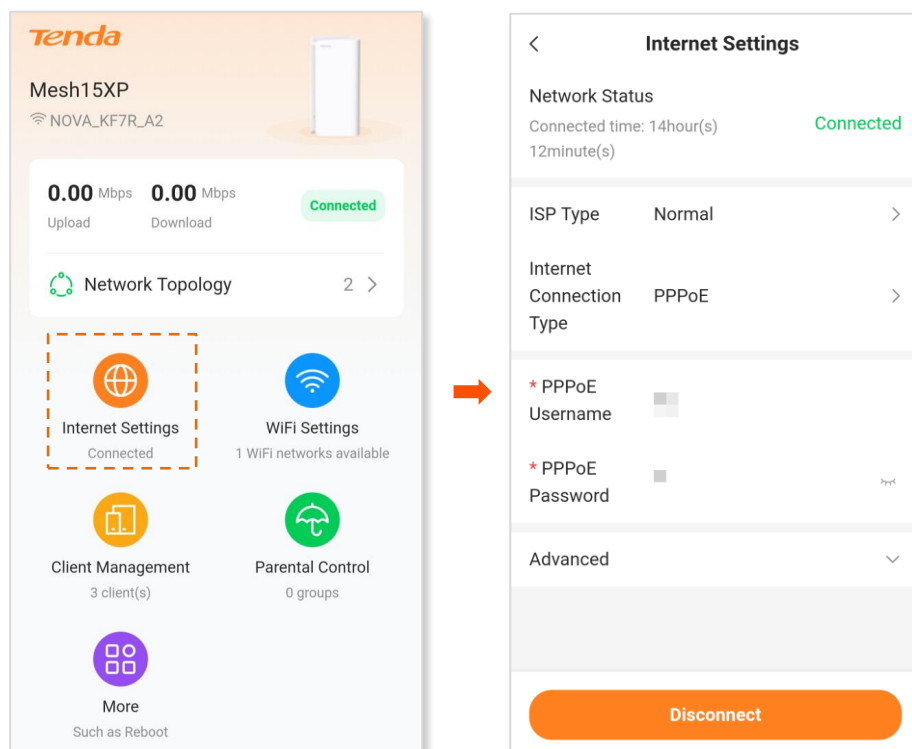 Tenda
Mesh15XP
NOVA_KF7R_A2
0.00 Mbps 0.00 Mbps
Upload Download
Connected
Network Topology 2
Internet Settings
Connected
WiFi Settings
1 WiFi networks available
Client Management
3 client(s)
Parental Control
0 groups
More
Such as Reboot
Internet Settings
Network Status
Connected time: 14hour(s)
12minute(s)
Connected
ISP Type Normal
Internet
Connection PPPoE
Type
* PPPoE
Username
* PPPoE
Password
Advanced
Disconnect